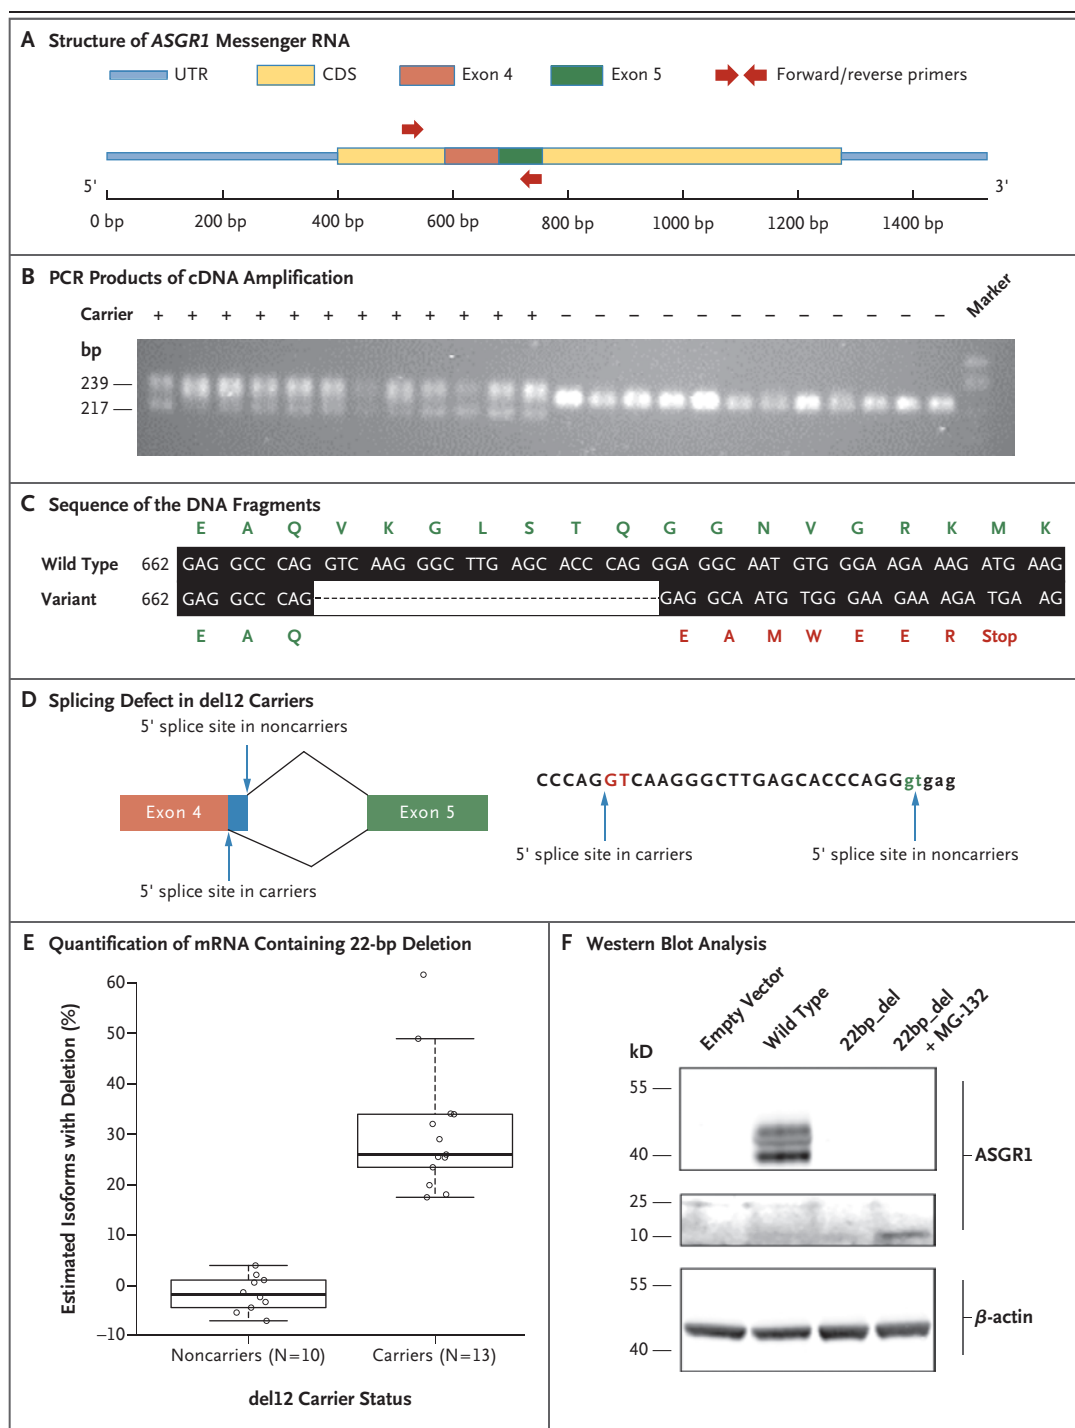 A Structure of ASGR1 Messenger RNA
UTR CDS Exon 4 Exon 5 Forward/reverse primers
5' 3'
0 bp 200 bp 400 bp 600 bp 800 bp 1000 bp 1200 bp 1400 bp
B PCR Products of cDNA Amplification
Marker
Carrier + + + + + + + + + + + + – – – – – – – – – – – –
bp
239
217
C Sequence of the DNA Fragments
E A Q V K G L S T Q G G N V G R K M K
Wild Type 662 GAG GCC CAG GTC AAG GGC TTG AGC ACC CAG GGA GGC AAT GTG GGA AGA AAG ATG AAG
Variant 662 GAG GCC CAG GAG GCA ATG TGG GAA GAA AGA TGA AG
E A Q E A M W E E R Stop
D Splicing Defect in del12 Carriers
5' splice site in noncarriers
Exon 4 Exon 5
5' splice site in carriers
CCCAGGTCAAGGGCTTGAGCACCCAGGgtgag
5' splice site in carriers 5' splice site in noncarriers
E Quantification of mRNA Containing 22-bp Deletion
Estimated Isoforms with Deletion (%)
60
50
40
30
20
10
0
–10
Noncarriers (N=10) Carriers (N=13)
del12 Carrier Status
F Western Blot Analysis
Empty Vector
Wild Type
22bp_del
22bp_del
+ MG-132
kD
55
40
ASGR1
25
10
55
β-actin
40